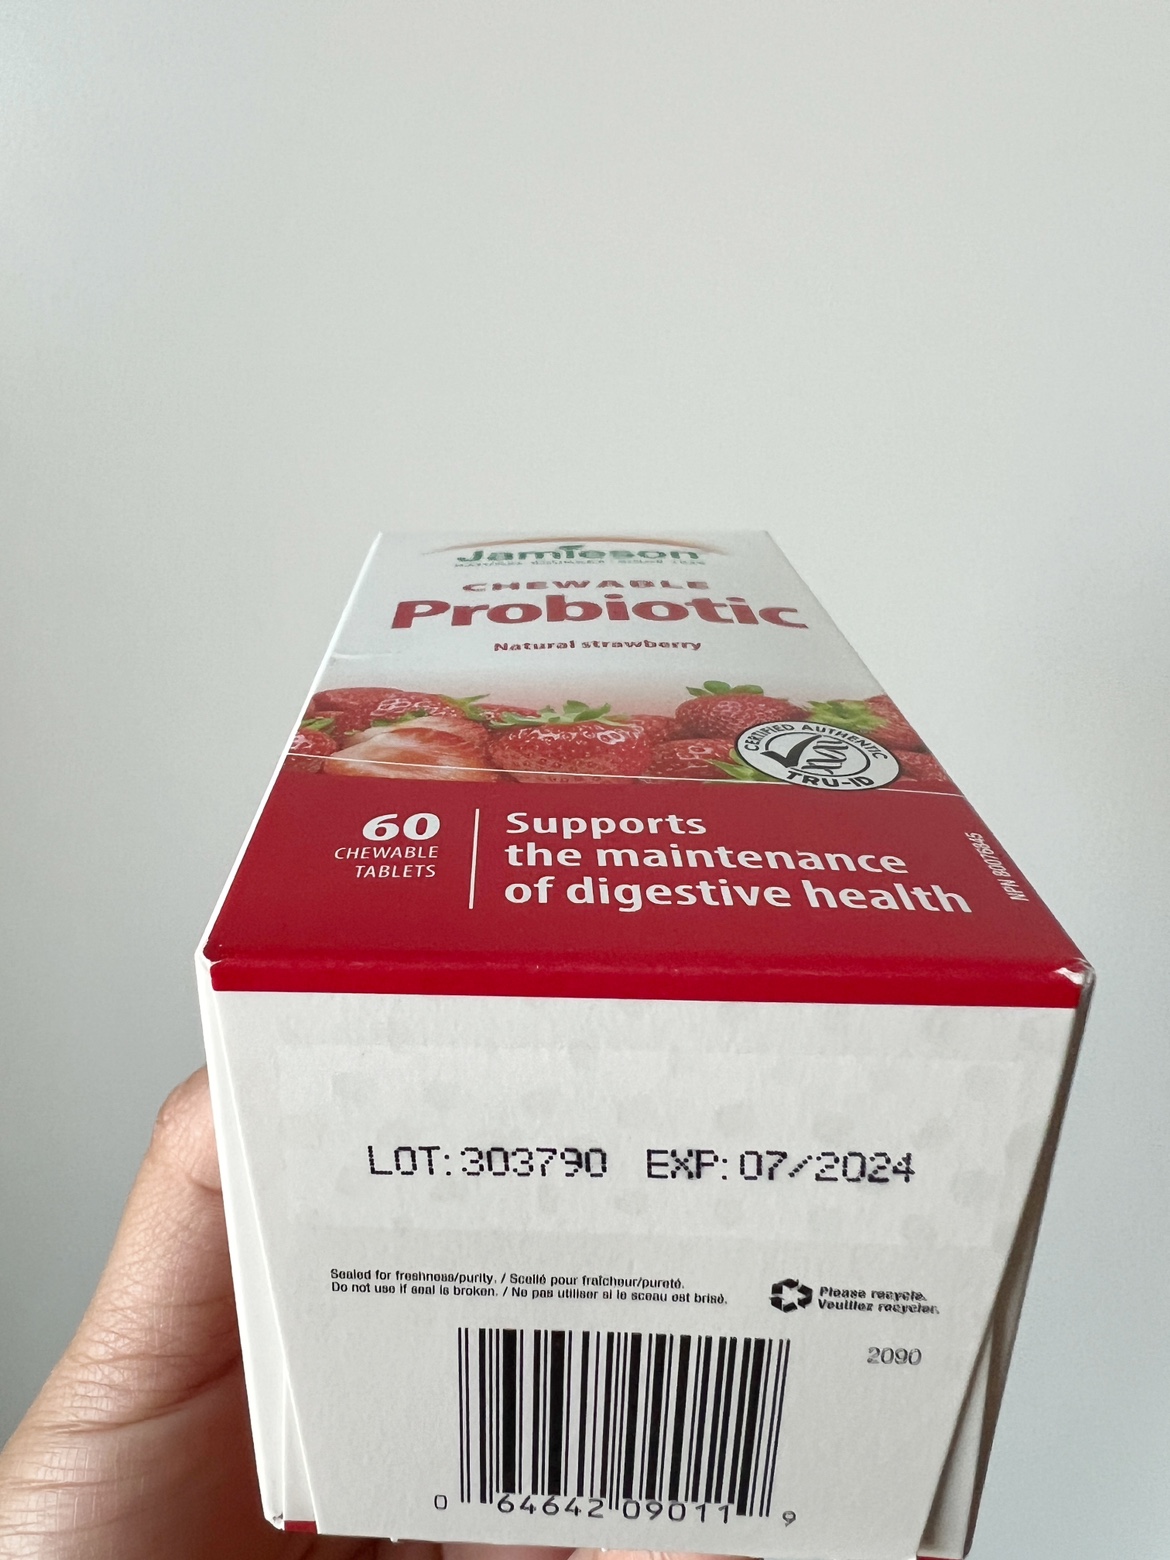 Jamieson
CHEWABLE
Probiotic
Natural strawberry
CERTIFIED AUTHENTIC
TRU-ID
60
CHEWABLE
TABLETS
Supports
the maintenance
of digestive health
NPN 80076845
LOT:303790 EXP:07/2024
Sealed for freshness/purity. / Scellé pour fraîcheur/pureté.
Do not use if seal is broken. / Ne pas utiliser si le sceau est brisé.
Please recycle.
Veuillez recycler.
2090
0 64642 09011 9